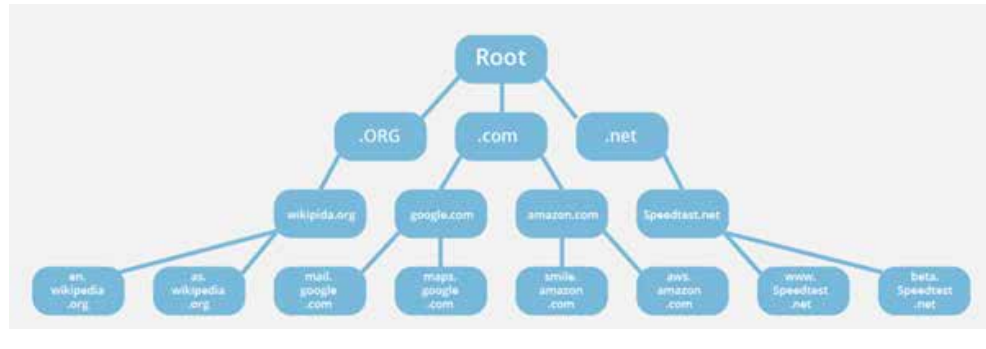 Root
.ORG
.com
.net
wikipida.org
google.com
amazon.com
Speedtest.net
en.
wikipedia
.org
as.
wikipedia
.org
mail.
google
.com
maps.
google
.com
smile.
amazon
.com
aws.
amazon
.com
www.
Speedtest
.net
beta.
Speedtest
.net